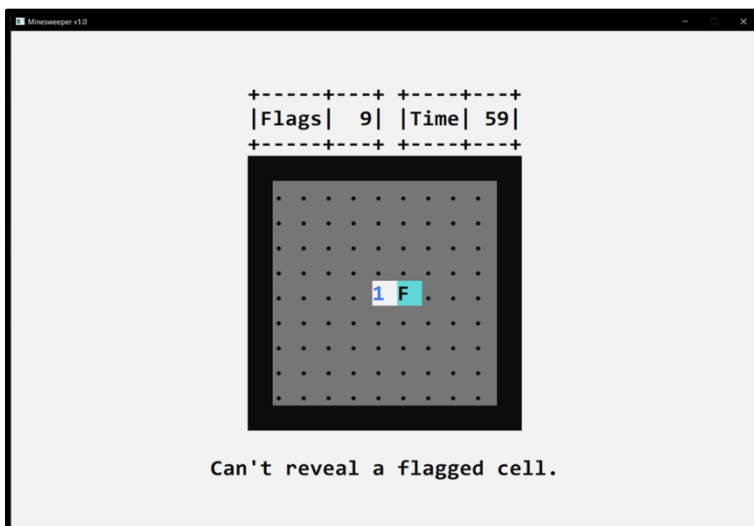 Minesweeper v1.0
+-----+---+ +----+---+
|Flags|  9| |Time| 59|
+-----+---+ +----+---+
. . . . . . . . .
. . . . . . . . .
. . . . . . . . .
. . . . . . . . .
. . . . 1 F . . .
. . . . . . . . .
. . . . . . . . .
. . . . . . . . .
. . . . . . . . .
Can't reveal a flagged cell.